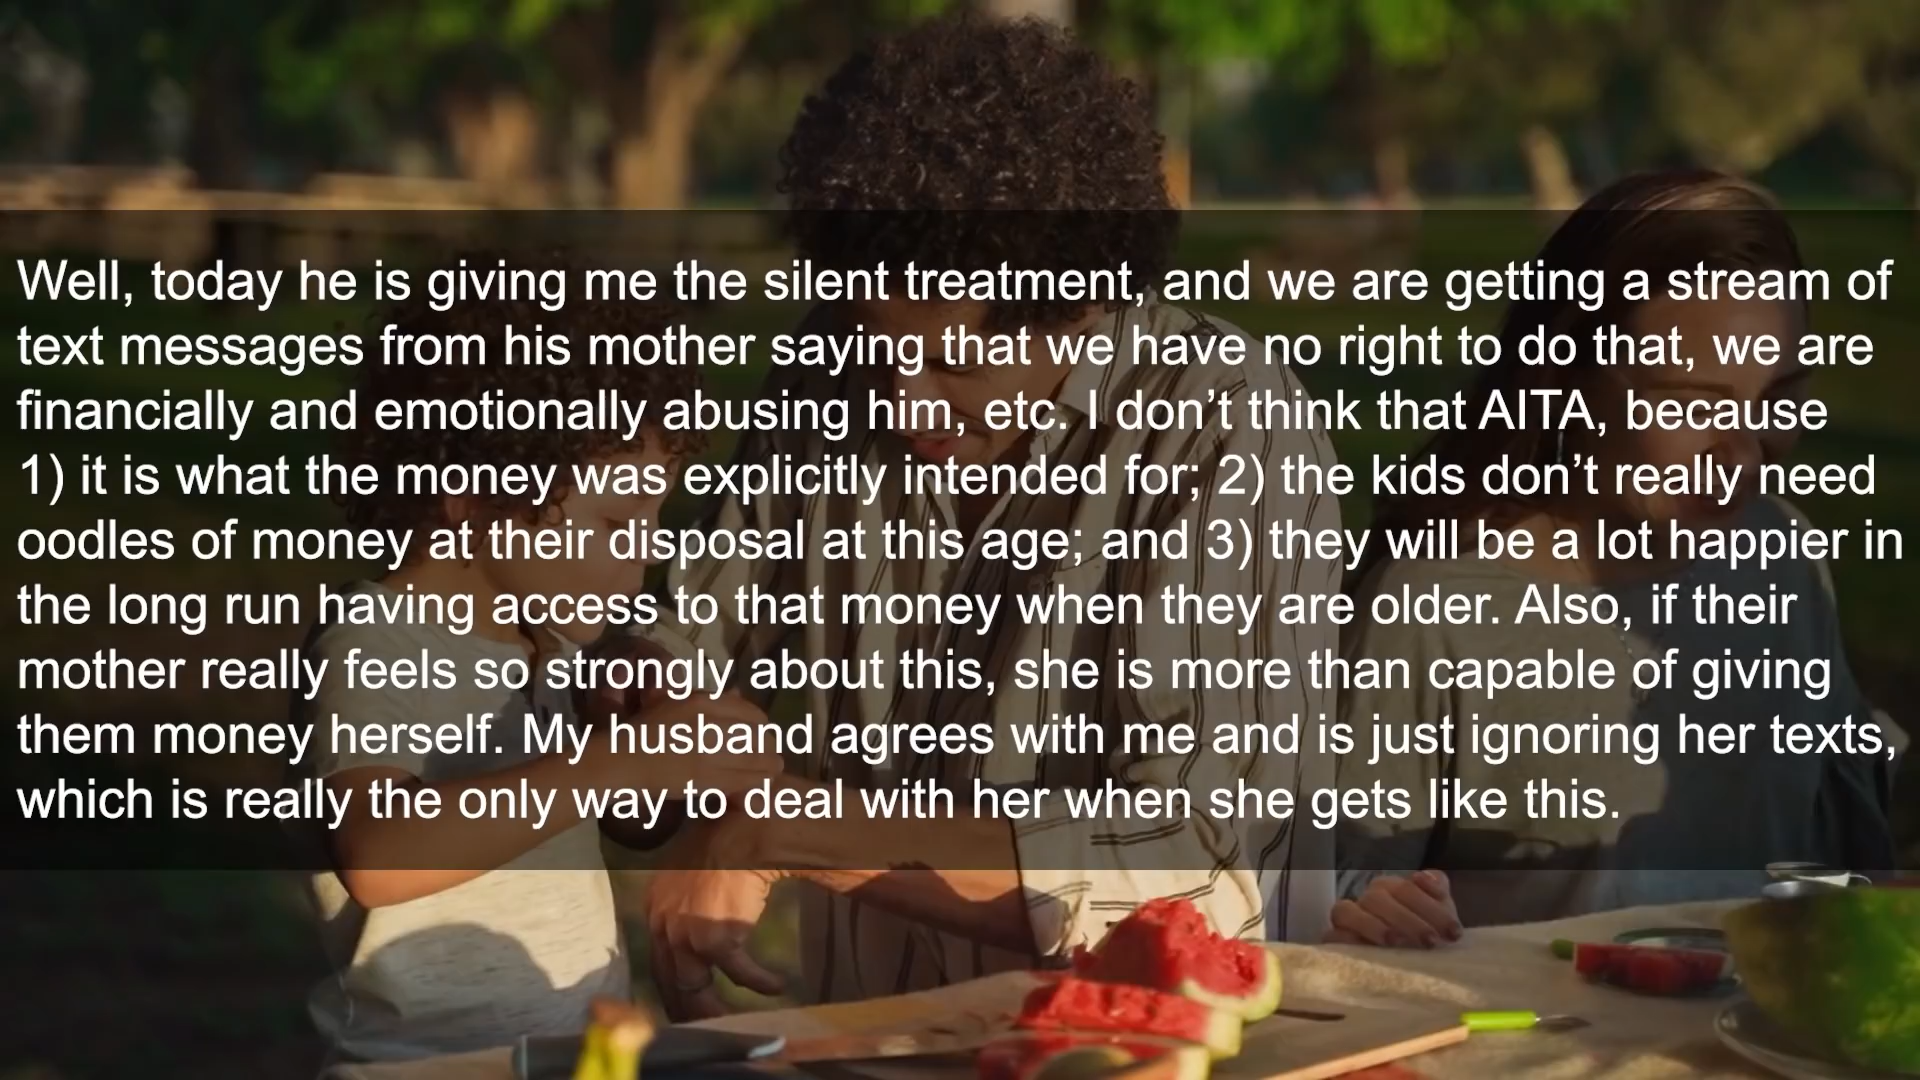 Well, today he is giving me the silent treatment, and we are getting a stream of
text messages from his mother saying that we have no right to do that, we are
financially and emotionally abusing him, etc. I don’t think that AITA, because
1) it is what the money was explicitly intended for; 2) the kids don’t really need
oodles of money at their disposal at this age; and 3) they will be a lot happier in
the long run having access to that money when they are older. Also, if their
mother really feels so strongly about this, she is more than capable of giving
them money herself. My husband agrees with me and is just ignoring her texts,
which is really the only way to deal with her when she gets like this.